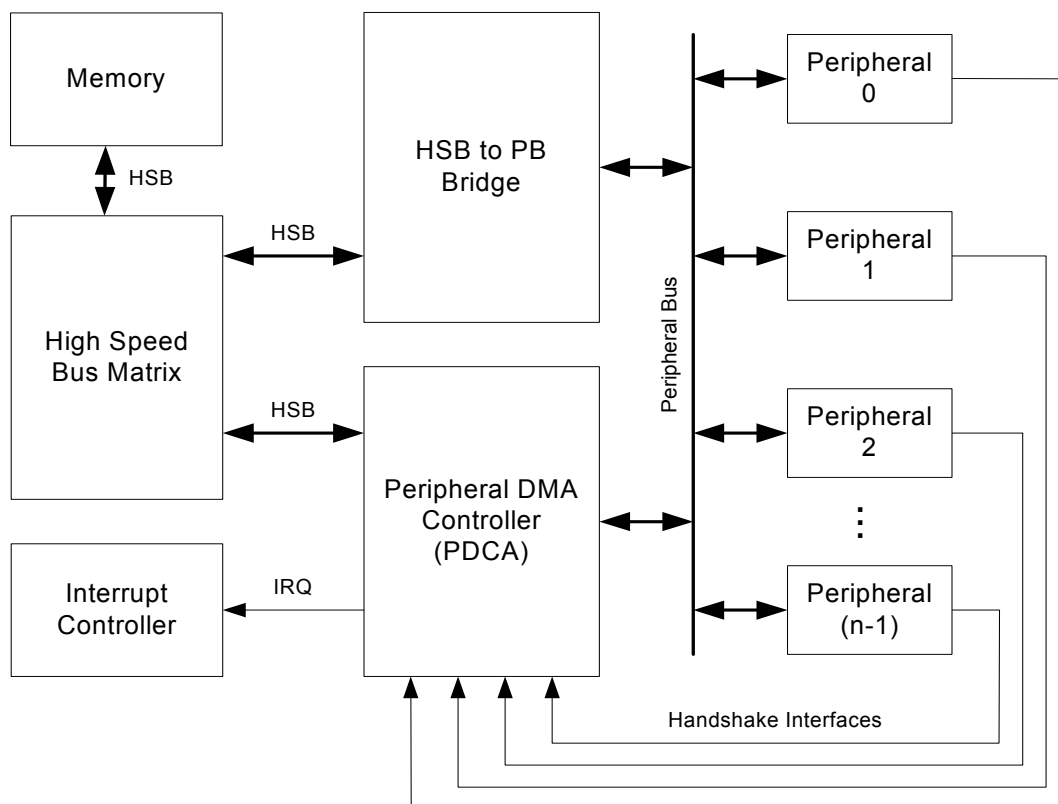 Memory
HSB
High Speed
Bus Matrix
HSB
HSB to PB
Bridge
HSB
Peripheral DMA
Controller
(PDCA)
IRQ
Interrupt
Controller
Peripheral Bus
Peripheral
0
Peripheral
1
Peripheral
2
⋮
Peripheral
(n-1)
Handshake Interfaces